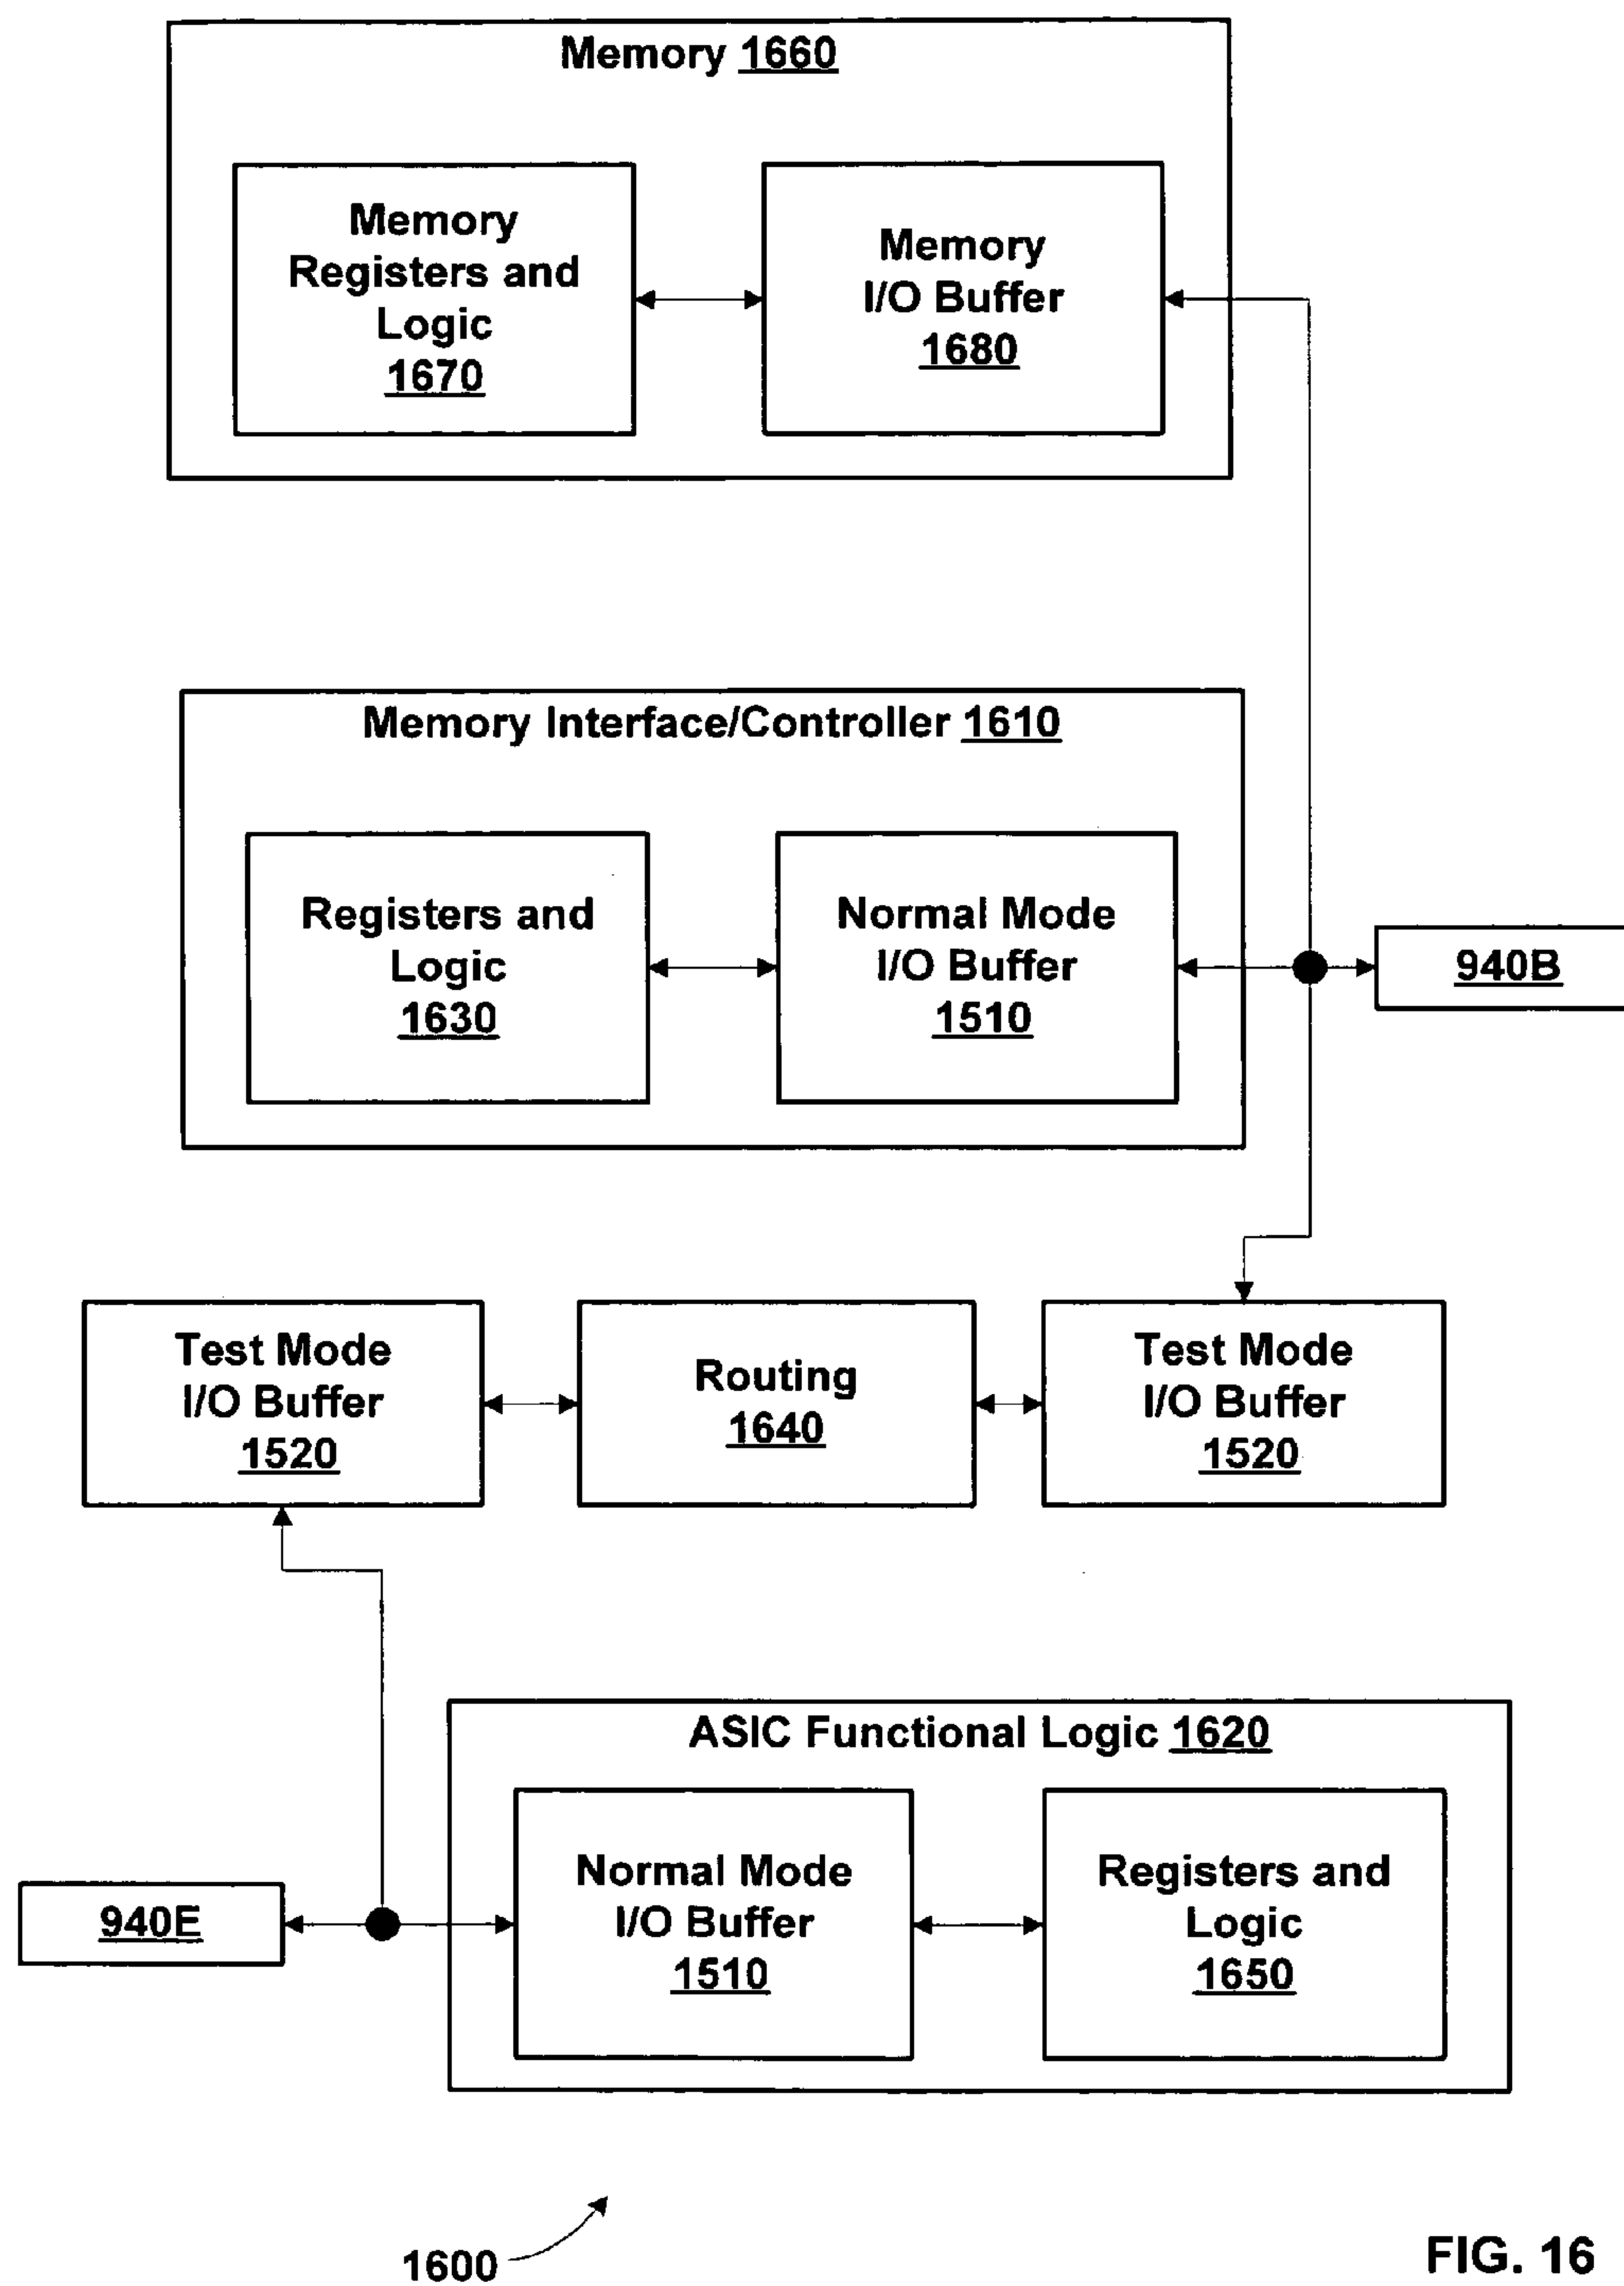 Memory 1660
Memory
Registers and
Logic
1670
Memory
I/O Buffer
1680
Memory Interface/Controller 1610
Registers and
Logic
1630
Normal Mode
I/O Buffer
1510
940B
Test Mode
I/O Buffer
1520
Routing
1640
Test Mode
I/O Buffer
1520
ASIC Functional Logic 1620
940E
Normal Mode
I/O Buffer
1510
Registers and
Logic
1650
1600
FIG. 16